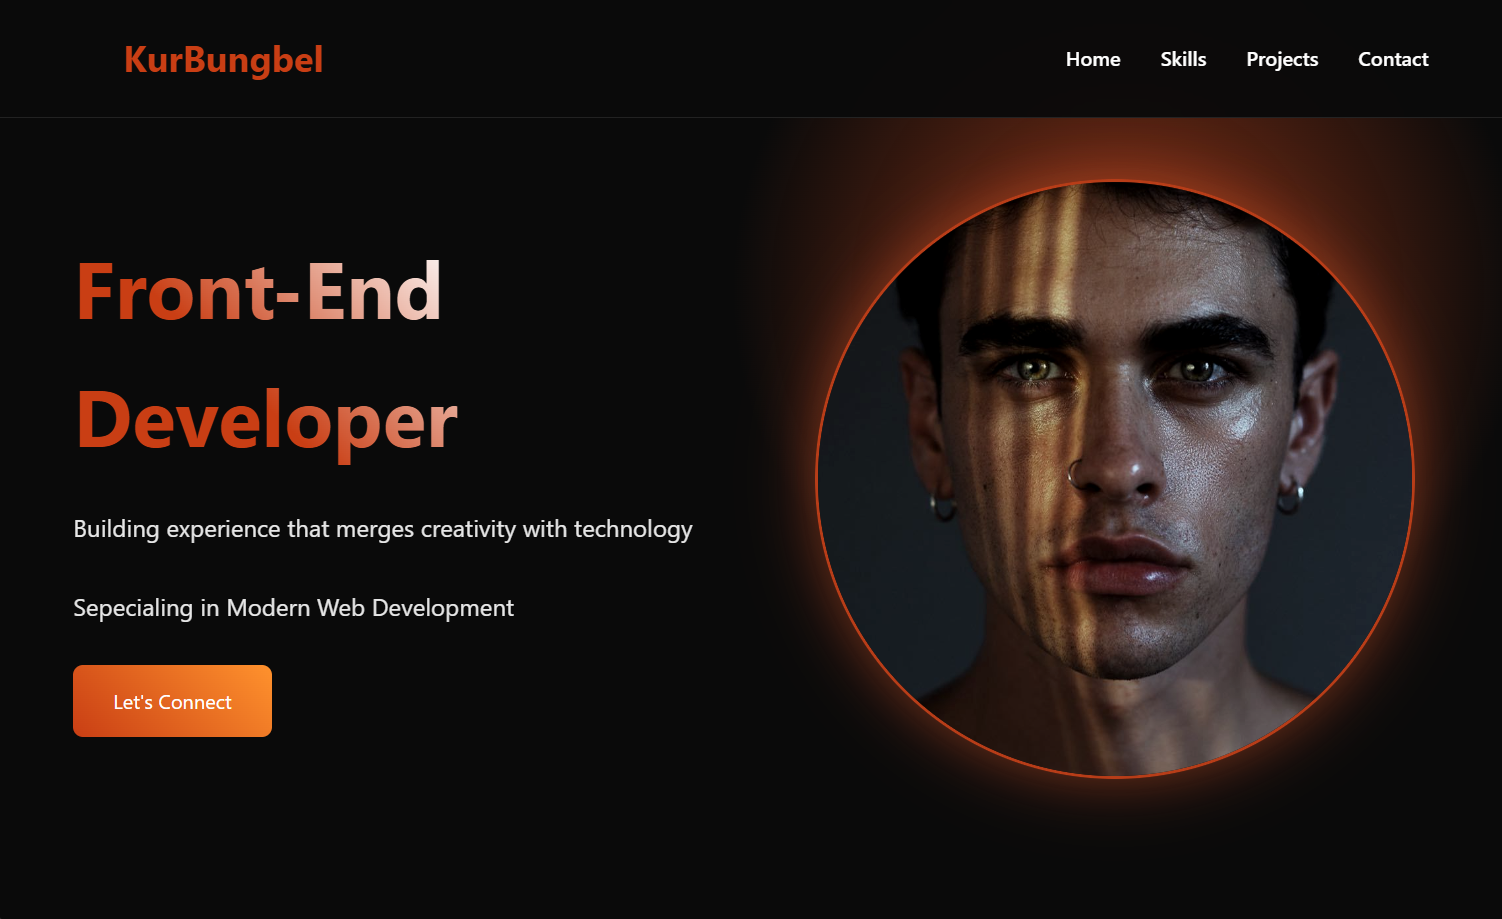 KurBungbel
Home Skills Projects Contact
Front-End
Developer
Building experience that merges creativity with technology
Sepecialing in Modern Web Development
Let's Connect